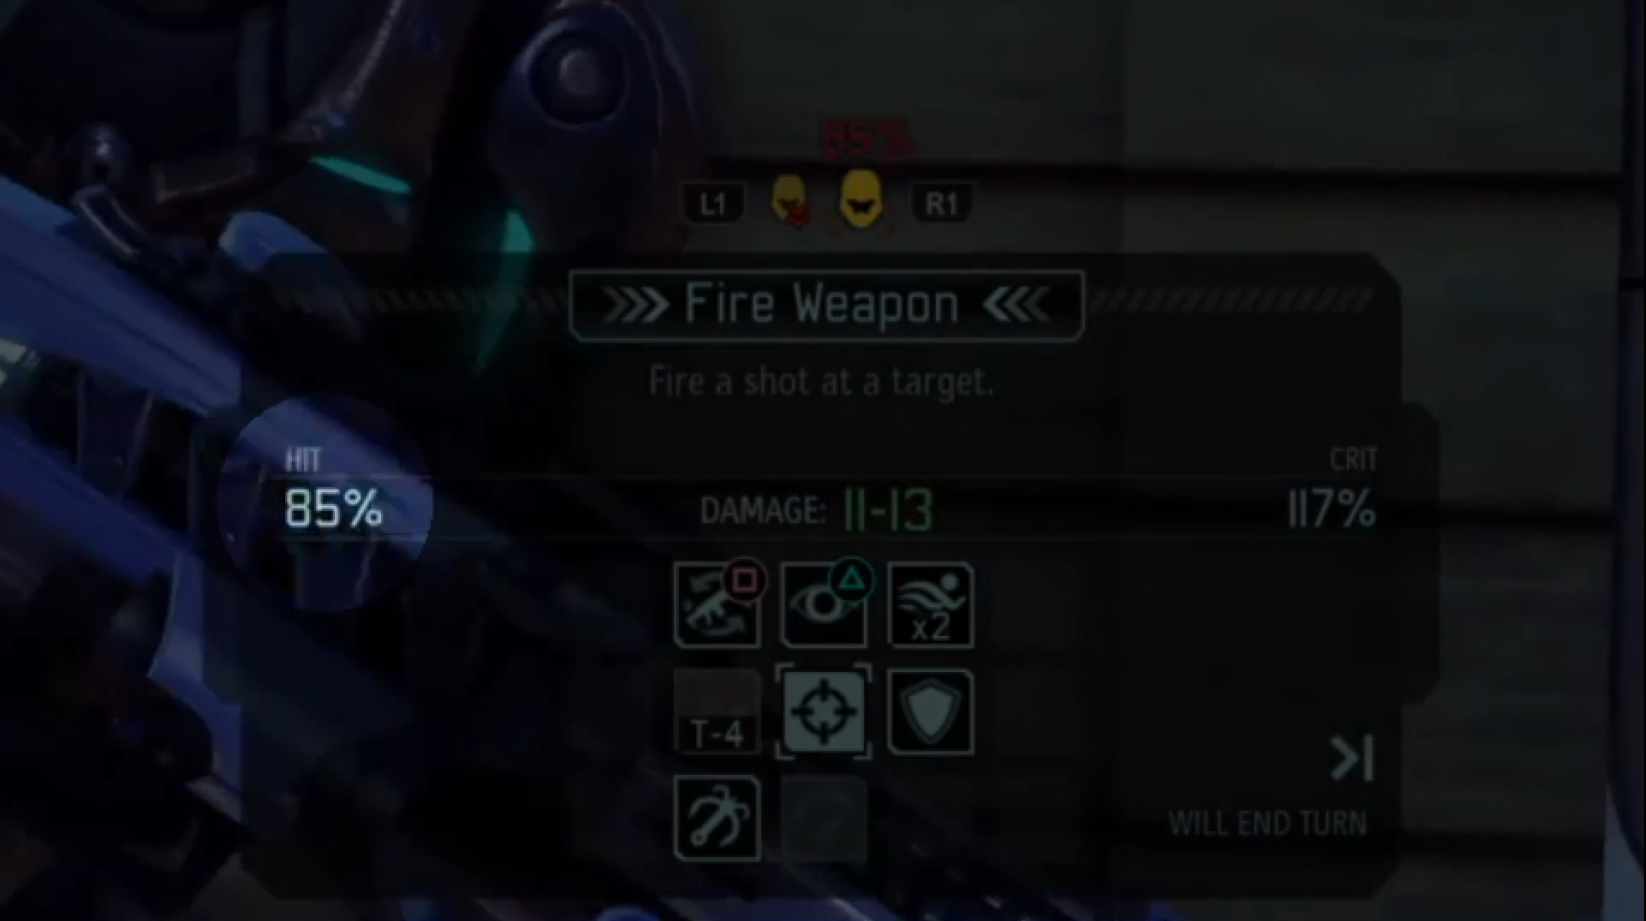 85%
L1 R1
Fire Weapon
Fire a shot at a target.
HIT CRIT
85% DAMAGE: 11-13 117%
x2
T-4
WILL END TURN